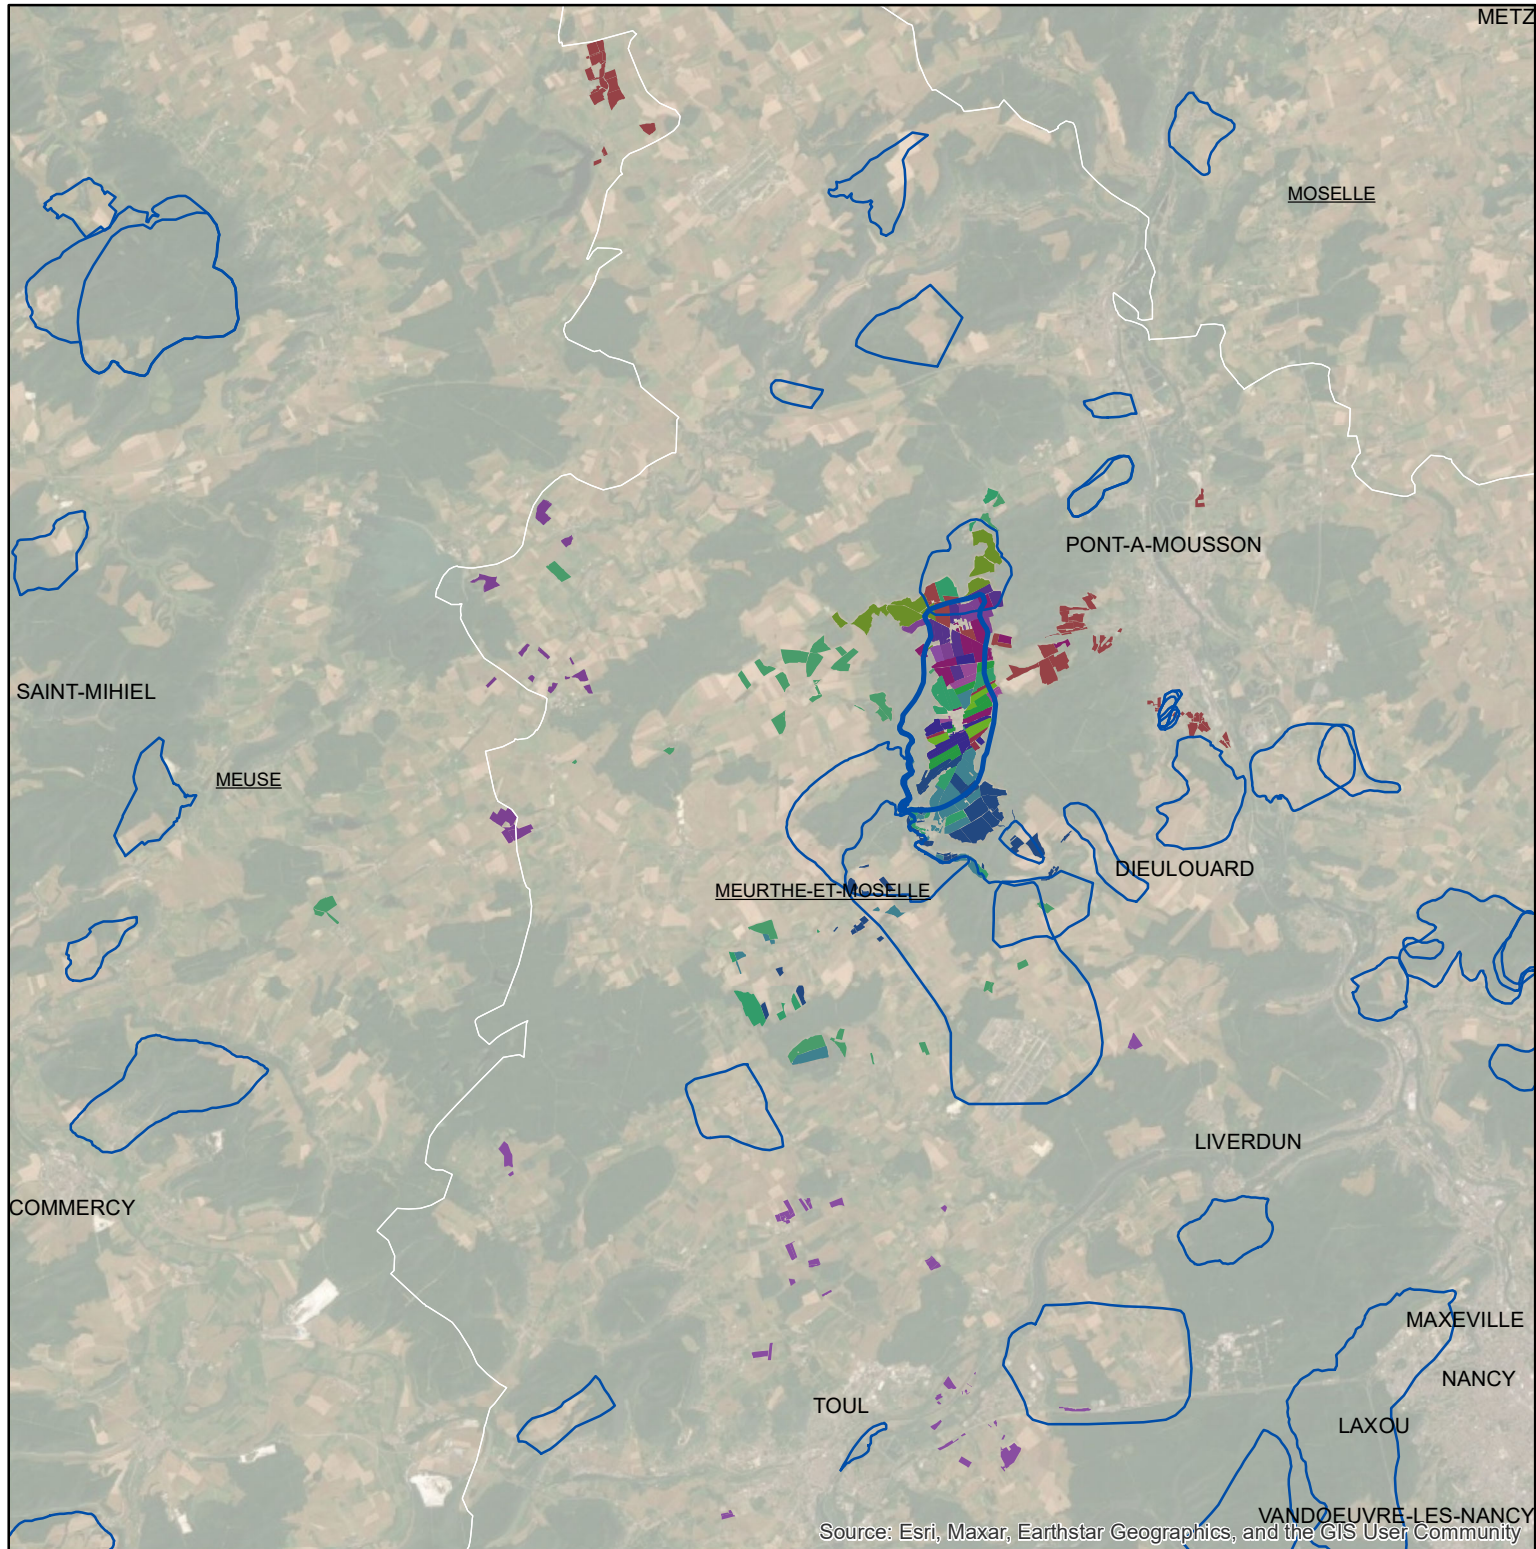 METZ
MOSELLE
PONT-A-MOUSSON
SAINT-MIHIEL
MEUSE
DIEULOUARD
MEURTHE-ET-MOSELLE
LIVERDUN
COMMERCY
MAXEVILLE
NANCY
TOUL
LAXOU
VANDOEUVRE-LES-NANCY
Source: Esri, Maxar, Earthstar Geographics, and the GIS User Community